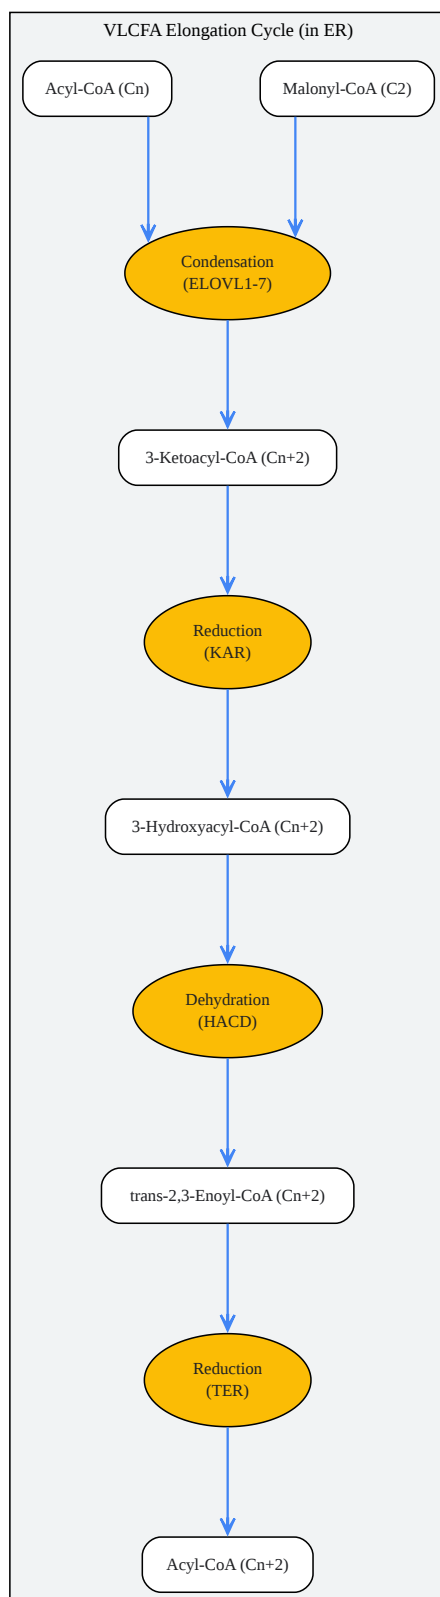 VLCFA Elongation Cycle (in ER)
Acyl-CoA (Cn)
Malonyl-CoA (C2)
Condensation
(ELOVL1-7)
3-Ketoacyl-CoA (Cn+2)
Reduction
(KAR)
3-Hydroxyacyl-CoA (Cn+2)
Dehydration
(HACD)
trans-2,3-Enoyl-CoA (Cn+2)
Reduction
(TER)
Acyl-CoA (Cn+2)